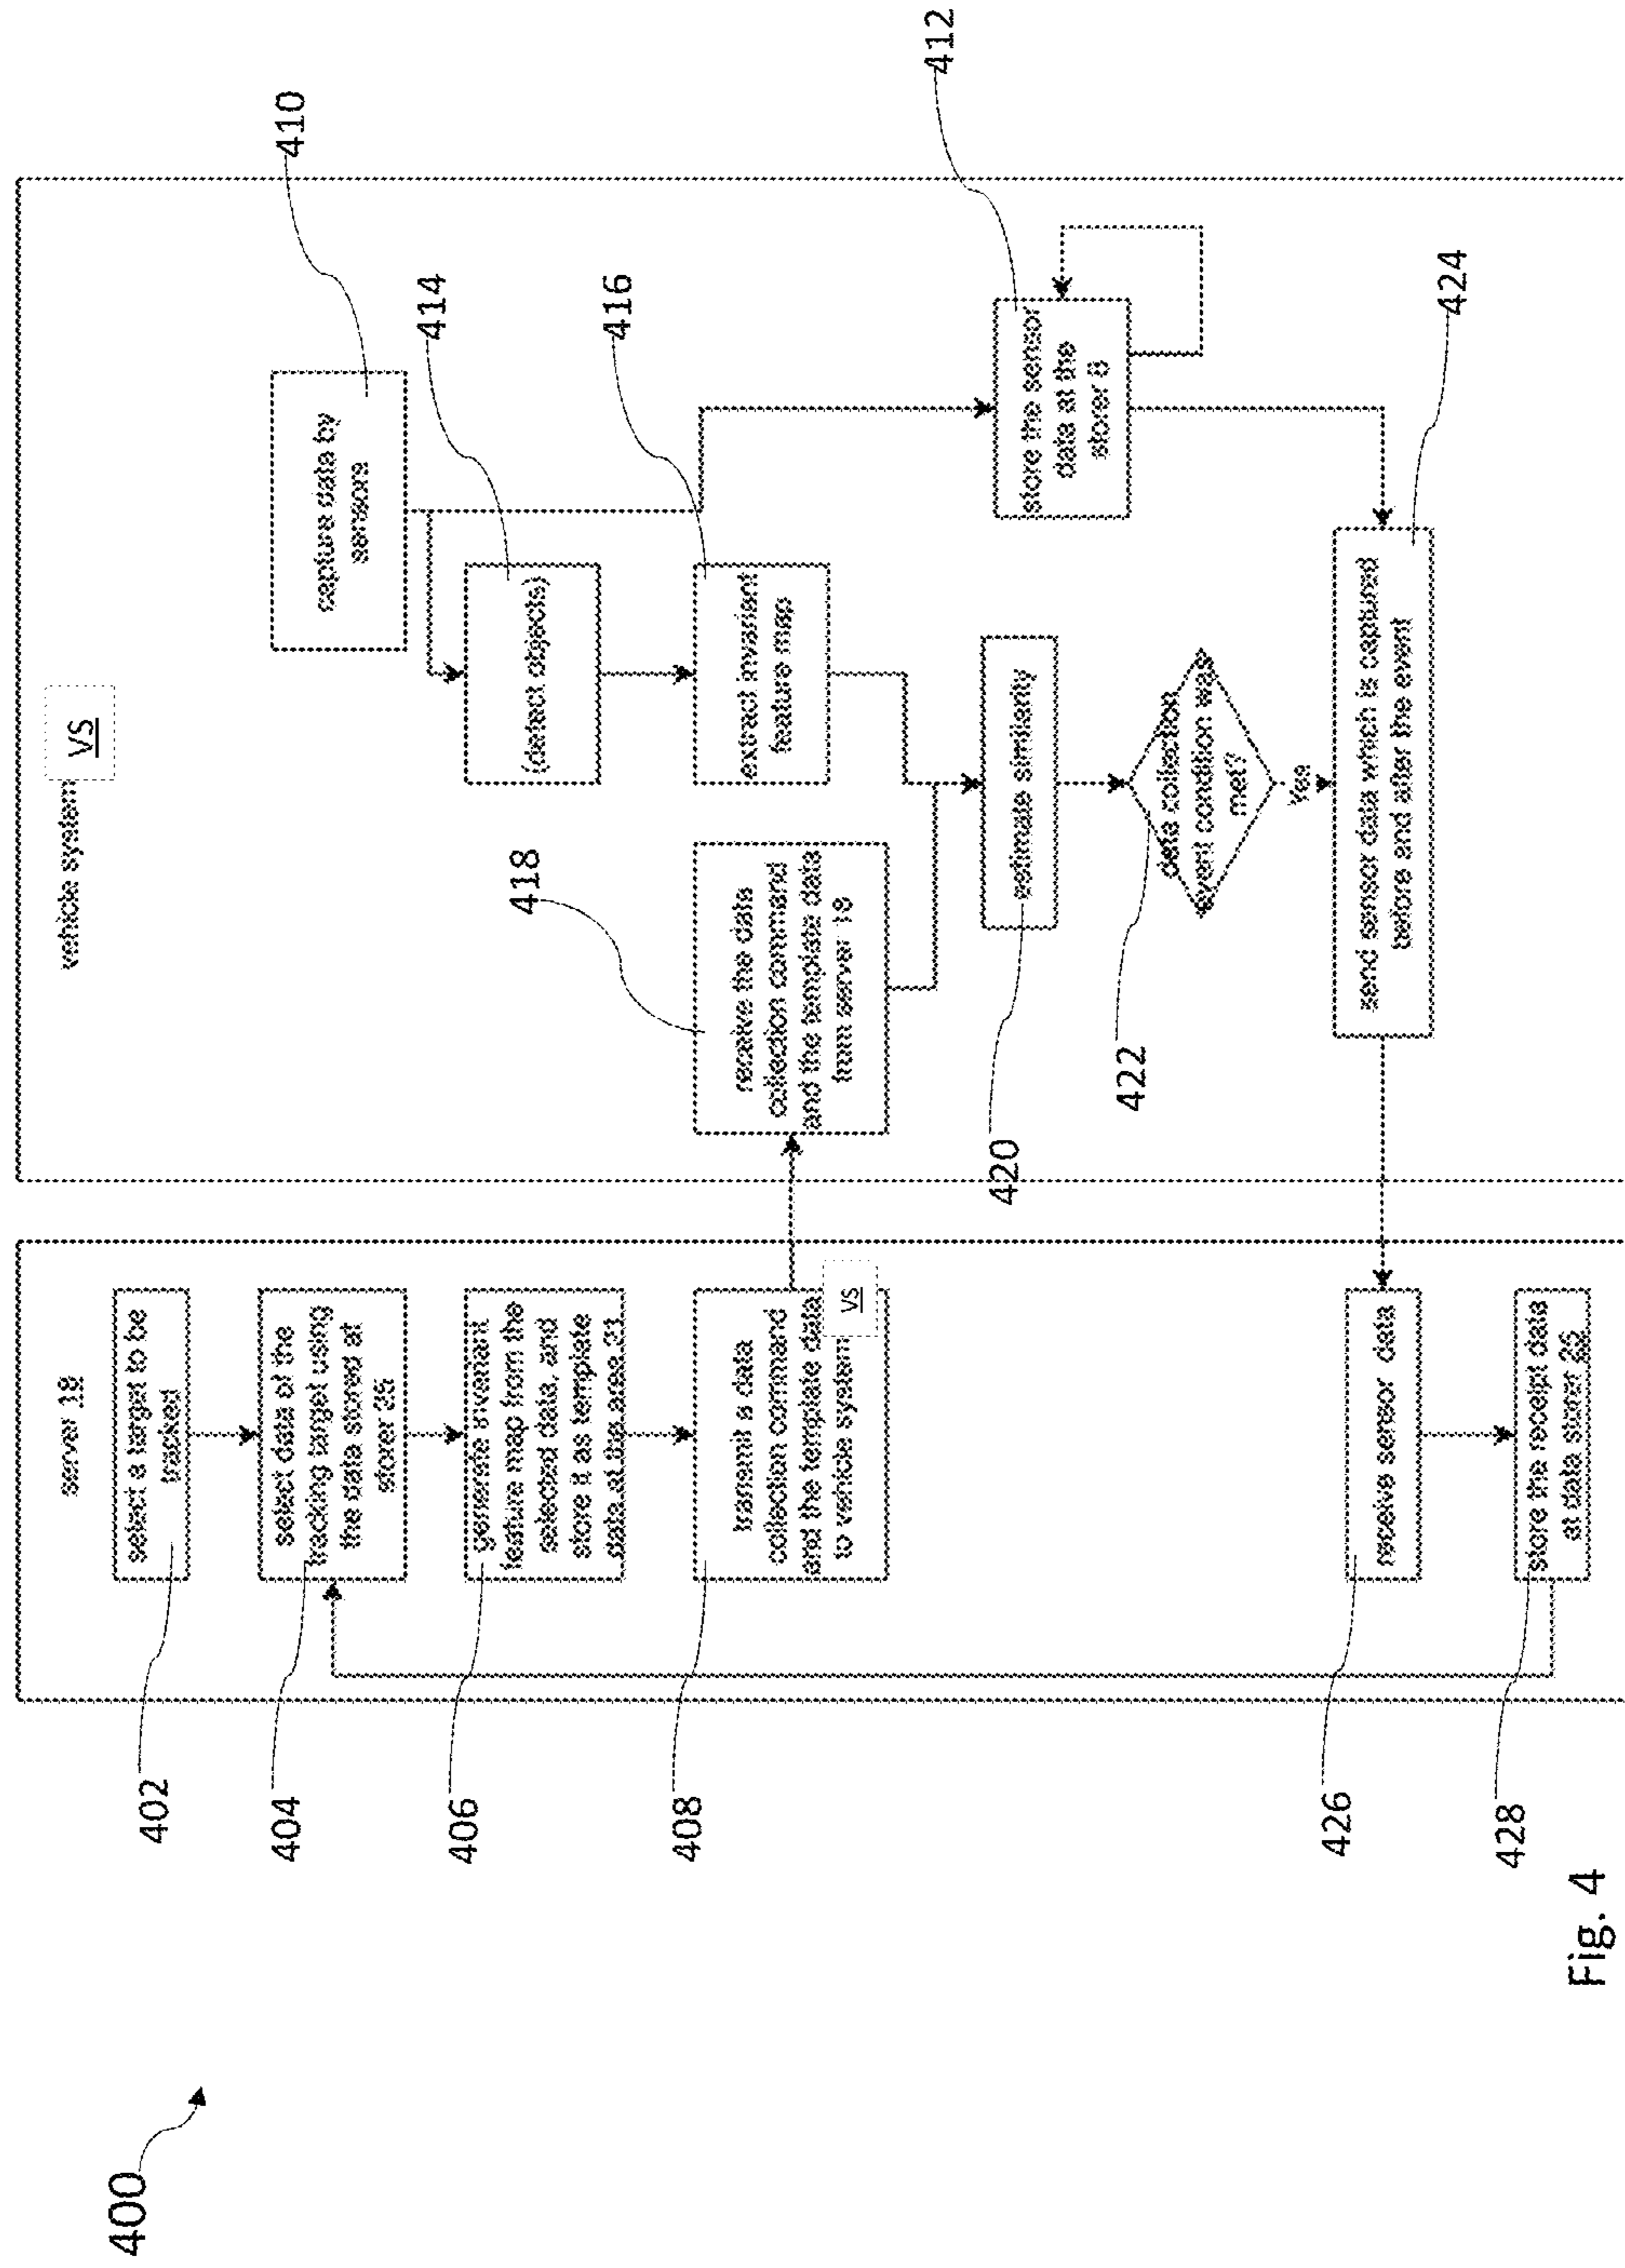 400
server 18
402
select a target to be
tracked
404
select data of the
tracking target using
the data stored at
storer 25
406
generate invariant
feature map from the
selected data, and
store it as template
data at the area 21
408
transmit a data
collection command
and the template data
to vehicle system
VS
426
receive sensor data
428
store the receipt data
at data storer 25
vehicle system
VS
410
capture data by
sensors
414
(detect objects)
416
extract invariant
feature map
412
store the sensor
data at the
storer 8
418
receive the data
collection command
and the template data
from server 18
420
estimate similarity
422
data collection
event condition was
met?
Yes
424
send sensor data which is captured
before and after the event
Fig. 4